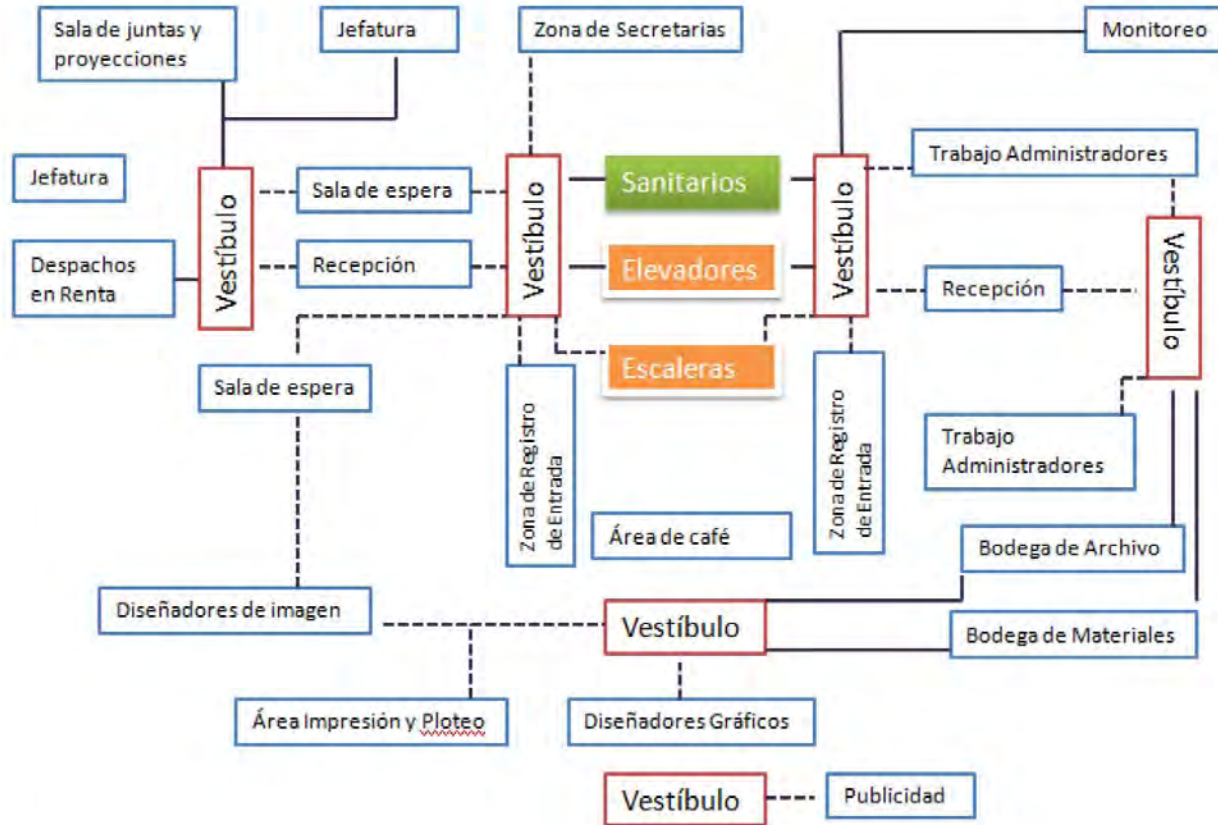 Sala de juntas y
proyecciones
Jefatura
Zona de Secretarias
Monitoreo
Jefatura
Despachos
en Renta
Vestíbulo
Sala de espera
Recepción
Vestíbulo
Sanitarios
Elevadores
Escaleras
Vestíbulo
Trabajo Administradores
Recepción
Vestíbulo
Sala de espera
Zona de Registro
de Entrada
Zona de Registro
de Entrada
Trabajo
Administradores
Área de café
Bodega de Archivo
Diseñadores de imagen
Vestíbulo
Bodega de Materiales
Área Impresión y Ploteo
Diseñadores Gráficos
Vestíbulo
Publicidad